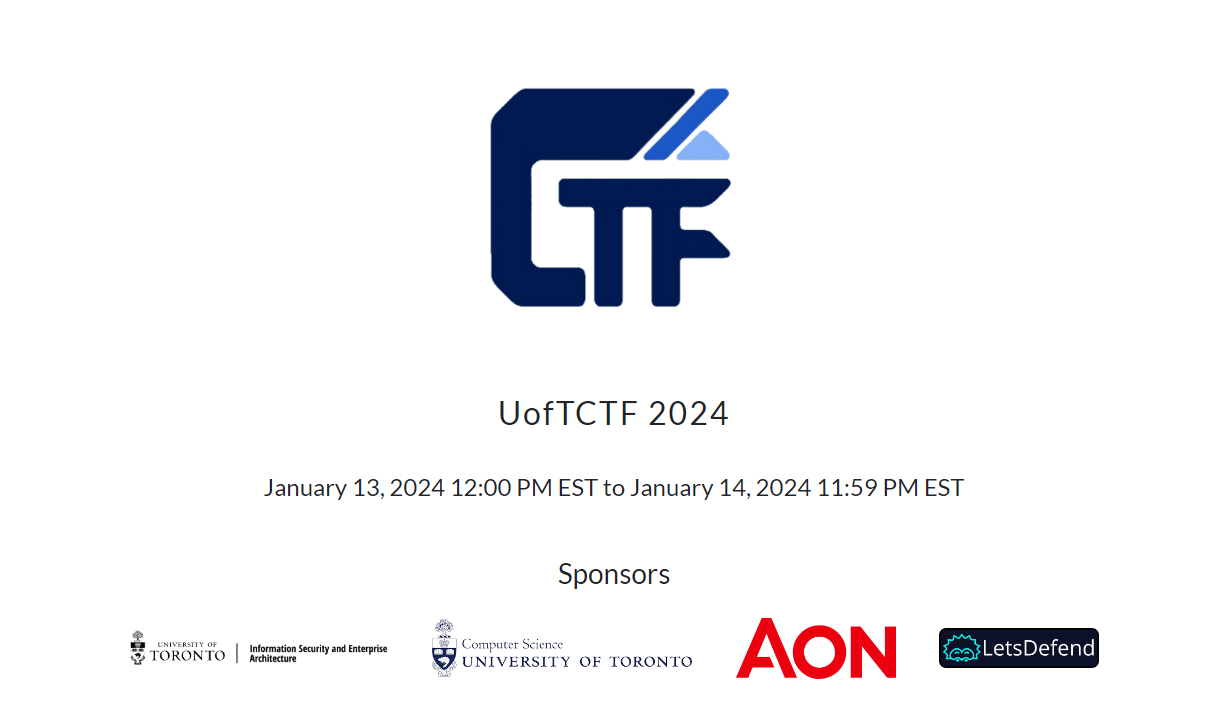 CTF
UofTCTF 2024
January 13, 2024 12:00 PM EST to January 14, 2024 11:59 PM EST
Sponsors
UNIVERSITY OF
TORONTO
Information Security and Enterprise
Architecture
Computer Science
UNIVERSITY OF TORONTO
AON
LetsDefend